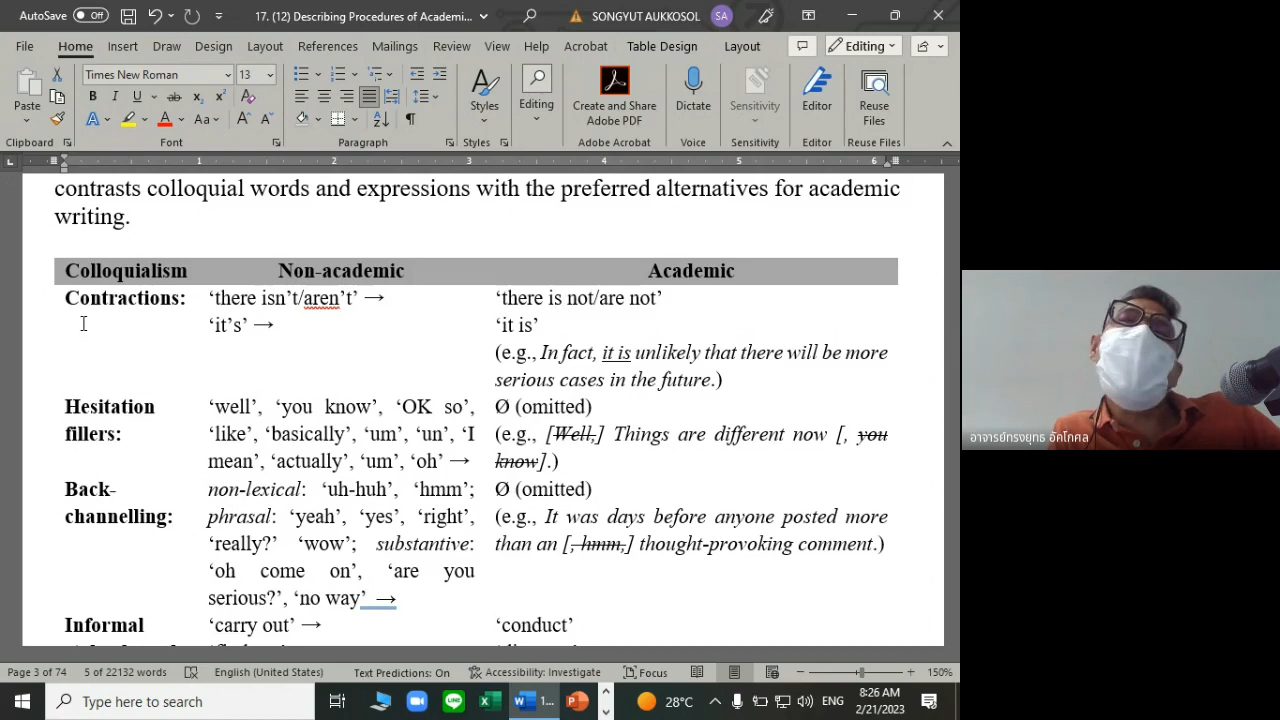 AutoSave Off 17. (12) Describing Procedures of Academi... SONGYUT AUKKOSOL SA
File Home Insert Draw Design Layout References Mailings Review View Help Acrobat Table Design Layout Editing
Times New Roman 13
Paste Styles Editing Create and Share Adobe PDF Dictate Sensitivity Editor Reuse Files
Clipboard Font Paragraph Styles Adobe Acrobat Voice Sensitivity Editor Reuse Files
1 2 3 4 5 6
contrasts colloquial words and expressions with the preferred alternatives for academic
writing.
Colloquialism Non-academic Academic
Contractions: ‘there isn’t/aren’t’ → ‘there is not/are not’
‘it’s’ → ‘it is’
(e.g., In fact, it is unlikely that there will be more
serious cases in the future.)
Hesitation ‘well’, ‘you know’, ‘OK so’, Ø (omitted)
fillers: ‘like’, ‘basically’, ‘um’, ‘un’, ‘I (e.g., [Well,] Things are different now [, you
mean’, ‘actually’, ‘um’, ‘oh’ → know].)
Back- non-lexical: ‘uh-huh’, ‘hmm’; Ø (omitted)
channelling: phrasal: ‘yeah’, ‘yes’, ‘right’, (e.g., It was days before anyone posted more
‘really?’ ‘wow’; substantive: than an [, hmm,] thought-provoking comment.)
‘oh come on’, ‘are you
serious?’, ‘no way’ →
Informal ‘carry out’ → ‘conduct’
อาจารย์ทรงยุทธ อัคโกศล
Page 3 of 74 5 of 22132 words English (United States) Text Predictions: On Accessibility: Investigate Focus 150%
Type here to search 28°C ENG 8:26 AM
2/21/2023